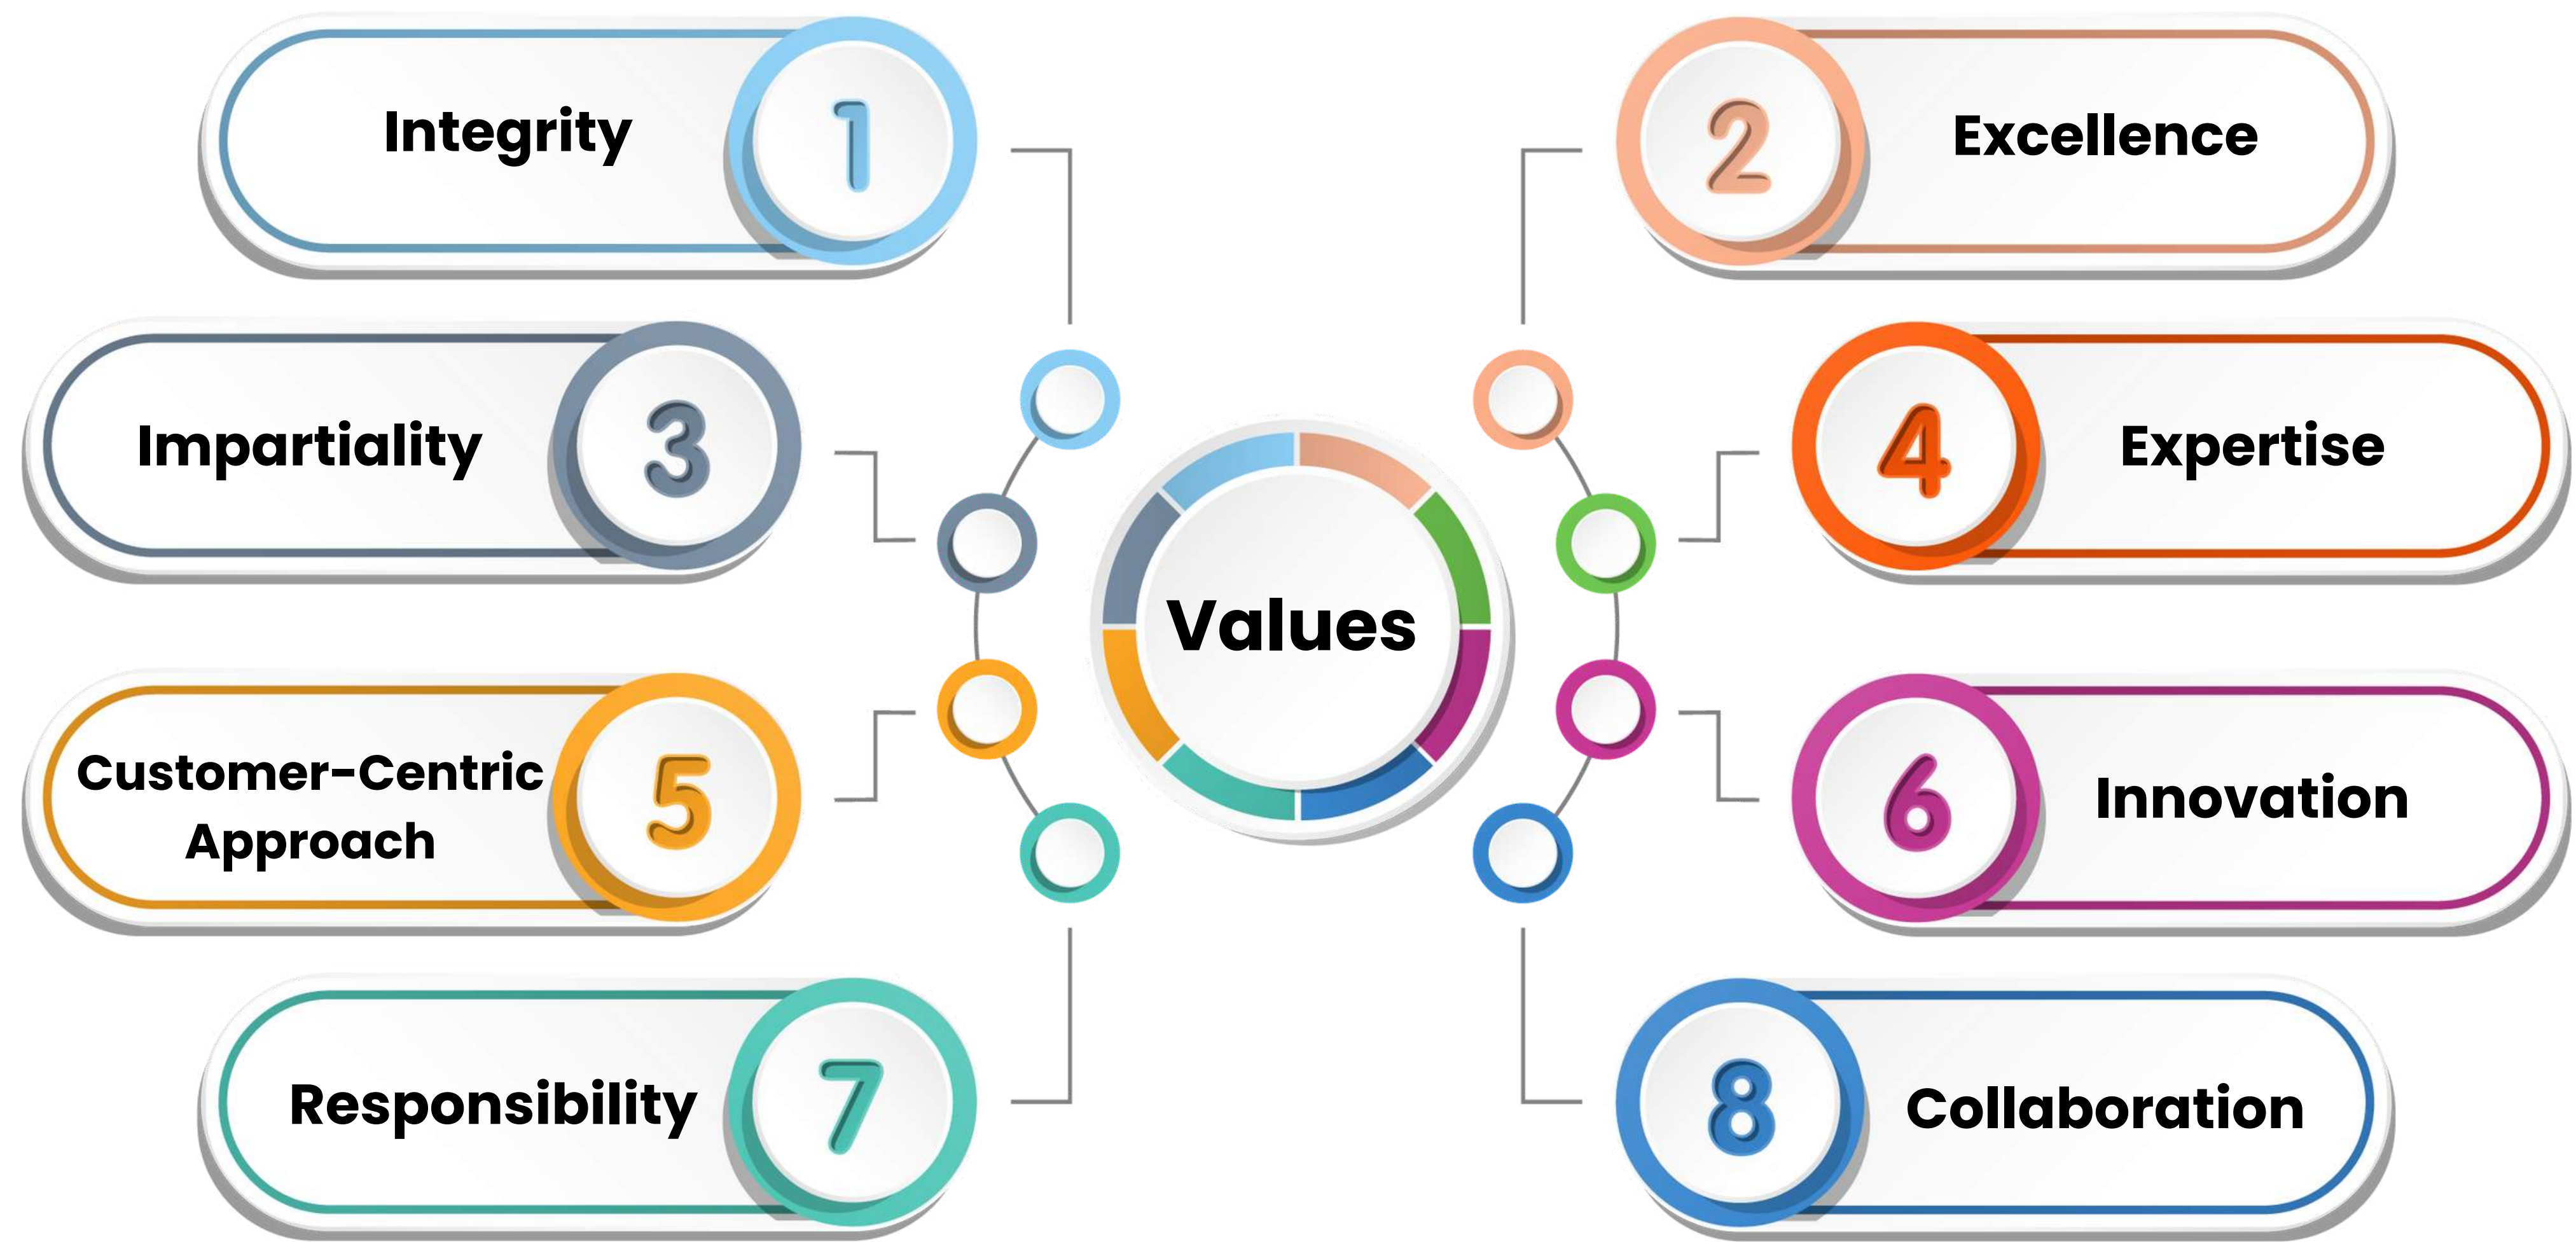 Integrity
1
2
Excellence
Impartiality
3
4
Expertise
Values
Customer-Centric
Approach
5
6
Innovation
Responsibility
7
8
Collaboration